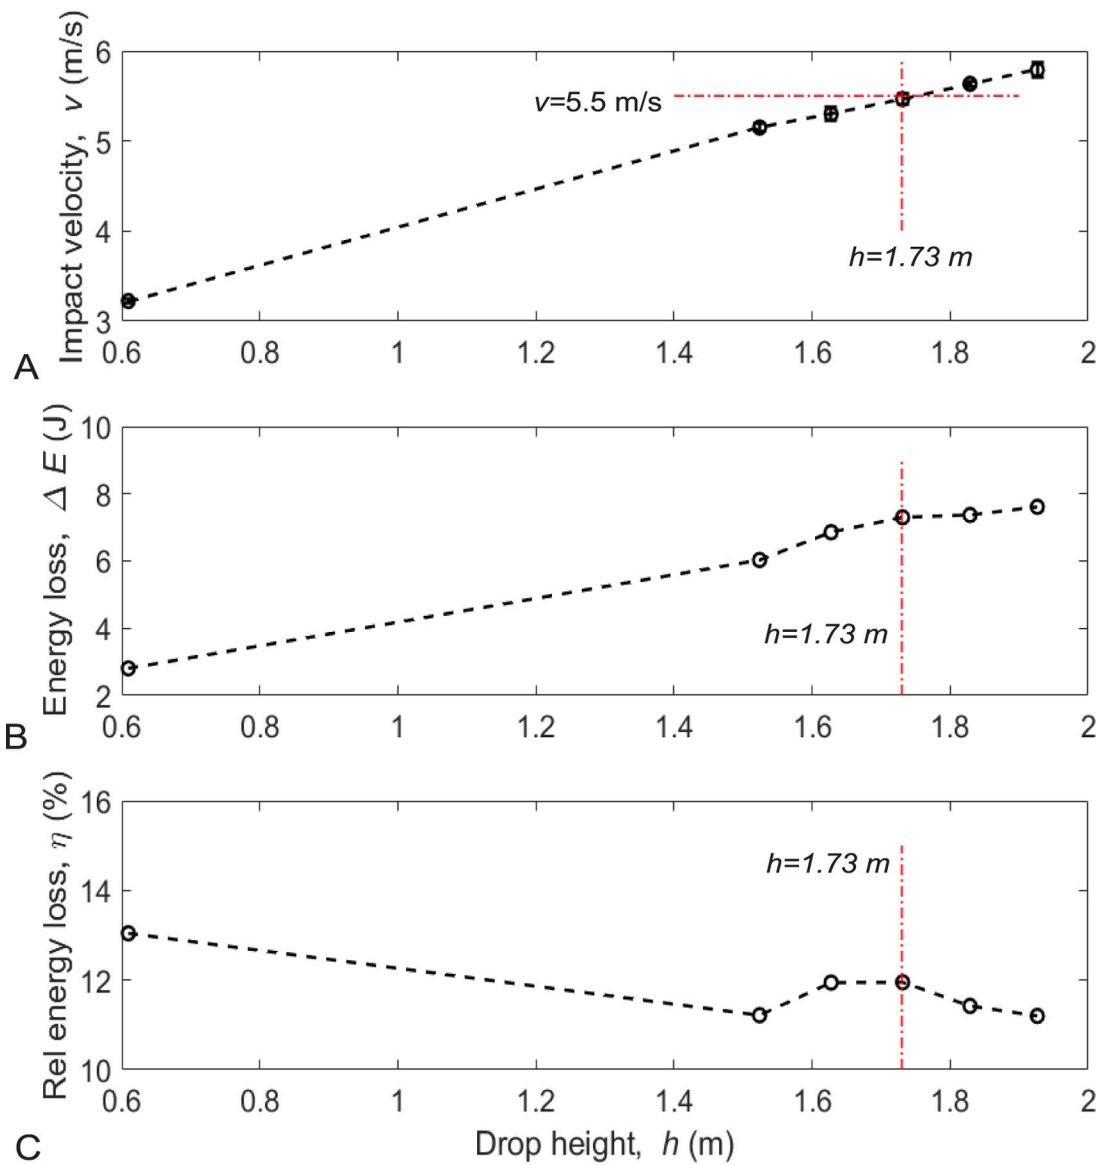 Impact velocity, v (m/s)
6
5
4
3
v=5.5 m/s
h=1.73 m
0.6 0.8 1 1.2 1.4 1.6 1.8 2
A
Energy loss, Δ E (J)
10
8
6
4
2
h=1.73 m
0.6 0.8 1 1.2 1.4 1.6 1.8 2
B
Rel energy loss, η (%)
16
14
12
10
h=1.73 m
0.6 0.8 1 1.2 1.4 1.6 1.8 2
Drop height, h (m)
C